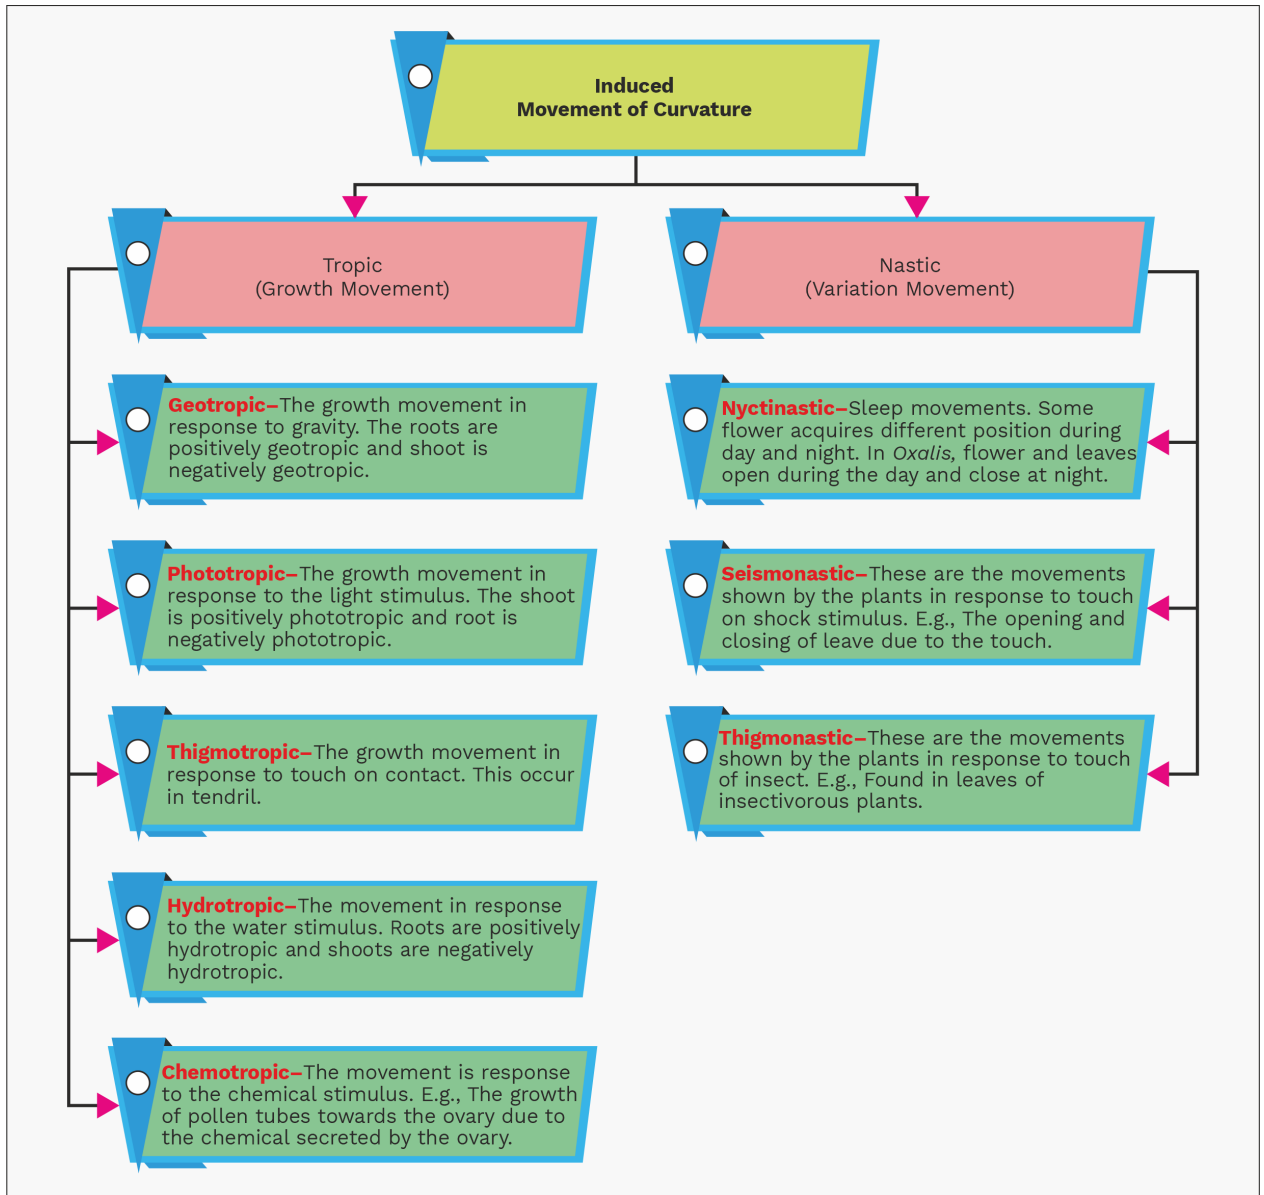 Induced
Movement of Curvature
Tropic
(Growth Movement)
Nastic
(Variation Movement)
Geotropic–The growth movement in
response to gravity. The roots are
positively geotropic and shoot is
negatively geotropic.
Phototropic–The growth movement in
response to the light stimulus. The shoot
is positively phototropic and root is
negatively phototropic.
Thigmotropic–The growth movement in
response to touch on contact. This occur
in tendril.
Hydrotropic–The movement in response
to the water stimulus. Roots are positively
hydrotropic and shoots are negatively
hydrotropic.
Chemotropic–The movement is response
to the chemical stimulus. E.g., The growth
of pollen tubes towards the ovary due to
the chemical secreted by the ovary.
Nyctinastic–Sleep movements. Some
flower acquires different position during
day and night. In Oxalis, flower and leaves
open during the day and close at night.
Seismonastic–These are the movements
shown by the plants in response to touch
on shock stimulus. E.g., The opening and
closing of leave due to the touch.
Thigmonastic–These are the movements
shown by the plants in response to touch
of insect. E.g., Found in leaves of
insectivorous plants.